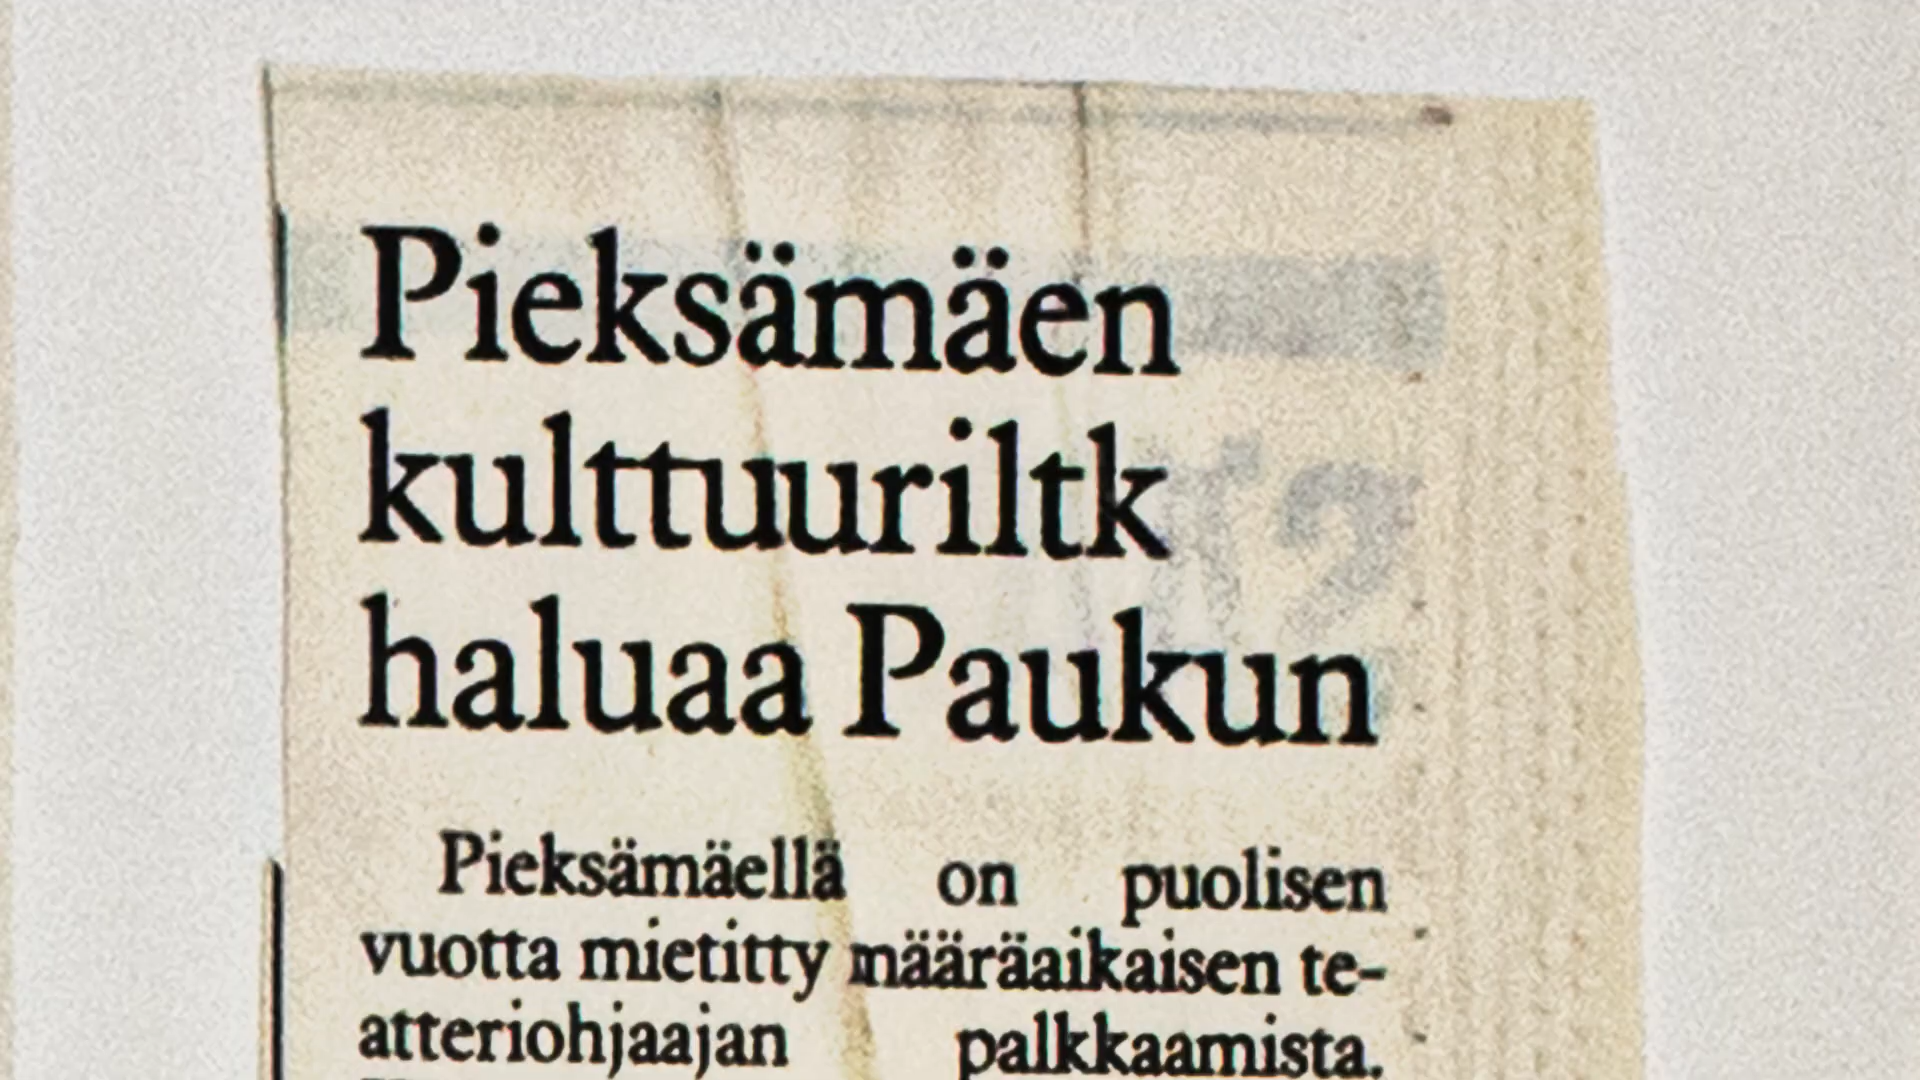 Pieksämäen
kulttuuriltk
haluaa Paukun
Pieksämäellä on puolisen
vuotta mietitty määräaikaisen te-
atteriohjaajan palkkaamista.